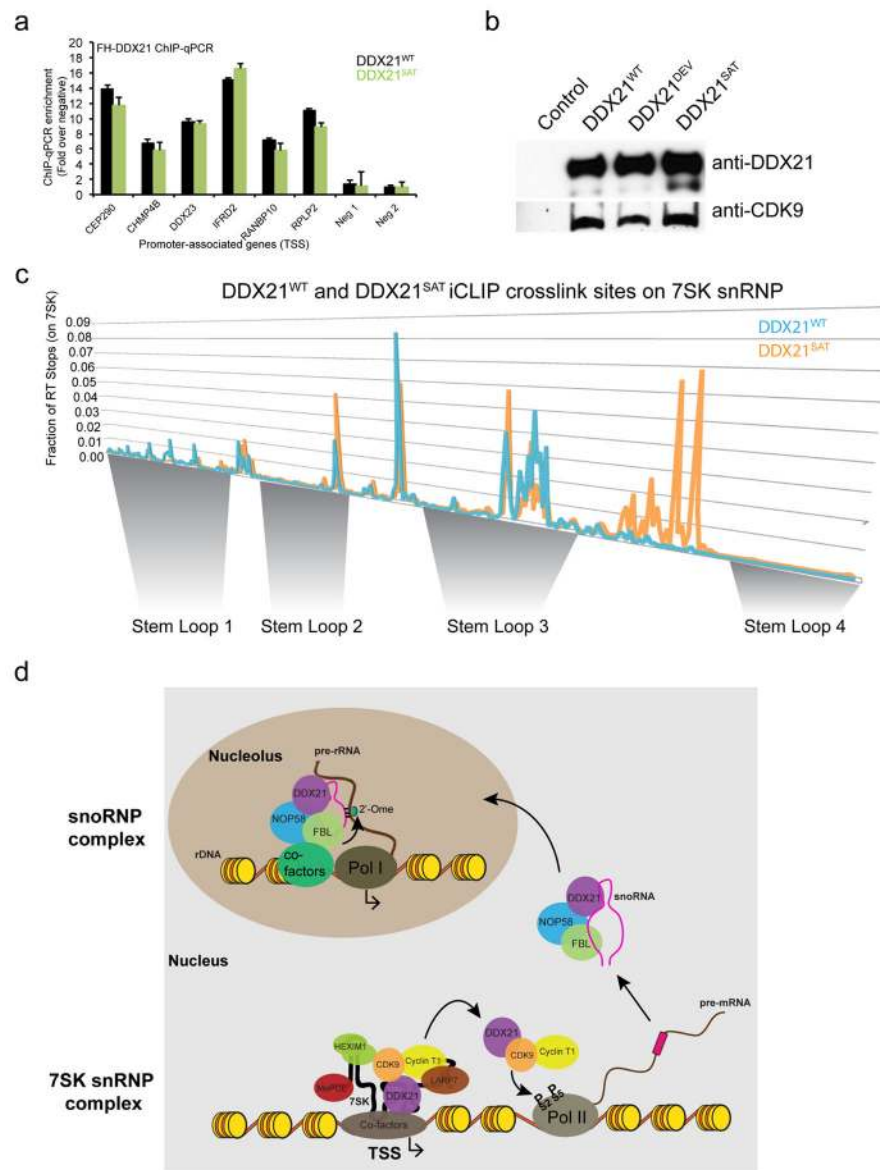 a
FH-DDX21 ChIP-qPCR
DDX21WT
DDX21SAT
ChIP-qPCR enrichment
(Fold over negative)
20
18
16
14
12
10
8
6
4
2
0
CEP290
CHMP4B
DDX23
IFRD2
RANBP10
RPLP2
Neg 1
Neg 2
Promoter-associated genes (TSS)
b
Control
DDX21WT
DDX21DEV
DDX21SAT
anti-DDX21
anti-CDK9
c
DDX21WT and DDX21SAT iCLIP crosslink sites on 7SK snRNP
DDX21WT
DDX21SAT
Fraction of RT Stops (on 7SK)
0.09
0.08
0.07
0.06
0.05
0.04
0.03
0.02
0.01
0.00
Stem Loop 1
Stem Loop 2
Stem Loop 3
Stem Loop 4
d
snoRNP
complex
Nucleolus
pre-rRNA
DDX21
2'-Ome
NOP58
FBL
rDNA
co-
factors
Pol I
Nucleus
DDX21
snoRNA
NOP58
FBL
pre-mRNA
7SK snRNP
complex
HEXIM1
CDK9
Cyclin T1
MePCE
LARP7
7SK
DDX21
Co-factors
TSS
DDX21
CDK9
Cyclin T1
P
P
S2
S5
Pol II